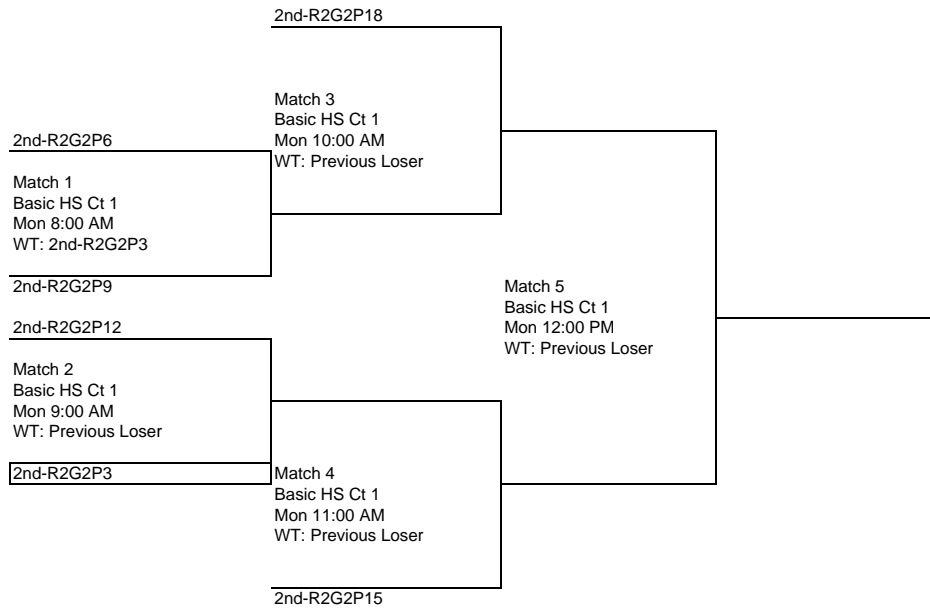 2nd-R2G2P18
Match 3
Basic HS Ct 1
Mon 10:00 AM
WT: Previous Loser
2nd-R2G2P6
Match 1
Basic HS Ct 1
Mon 8:00 AM
WT: 2nd-R2G2P3
2nd-R2G2P9
Match 5
Basic HS Ct 1
Mon 12:00 PM
WT: Previous Loser
2nd-R2G2P12
Match 2
Basic HS Ct 1
Mon 9:00 AM
WT: Previous Loser
2nd-R2G2P3
Match 4
Basic HS Ct 1
Mon 11:00 AM
WT: Previous Loser
2nd-R2G2P15